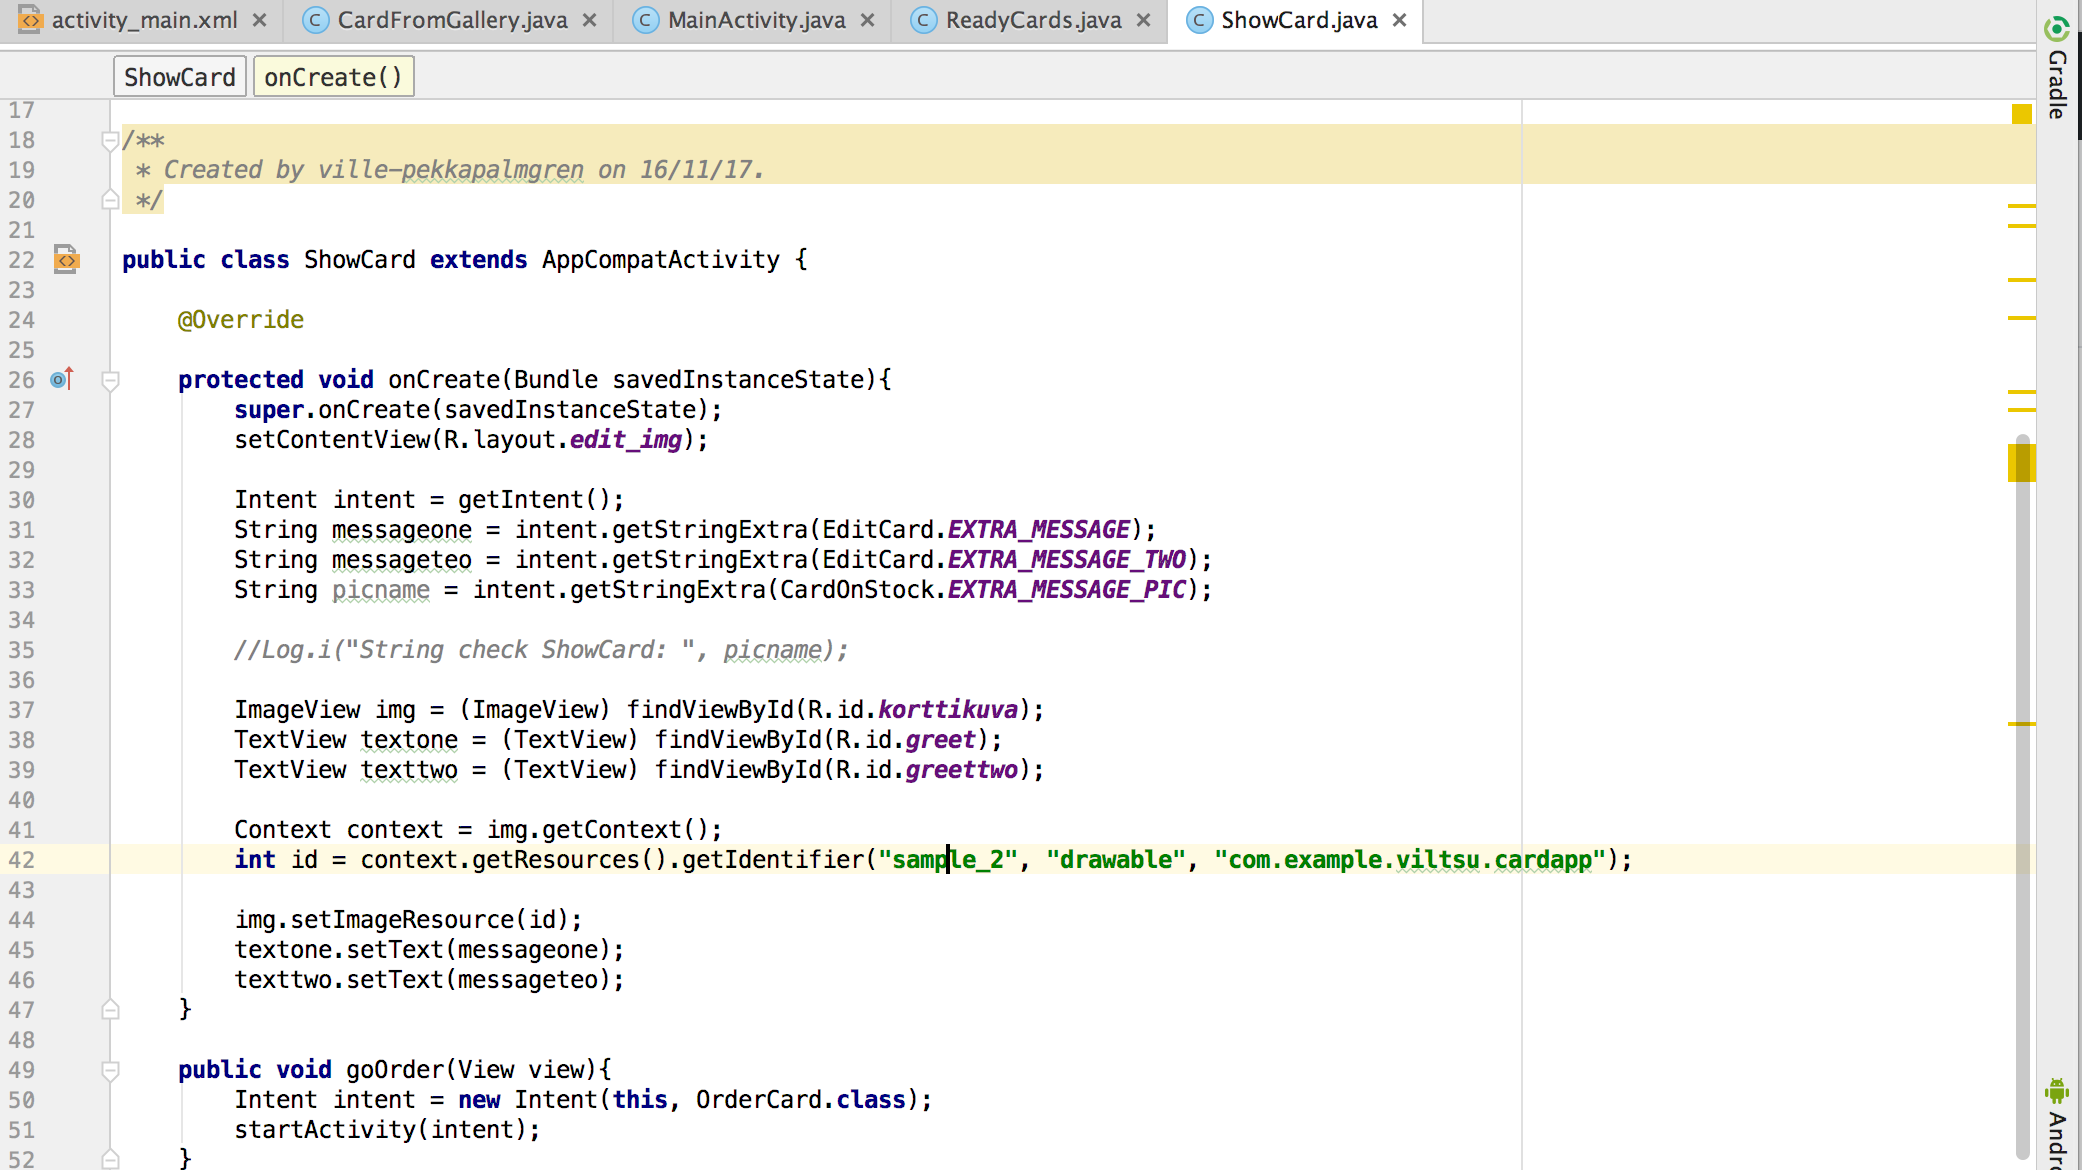 activity_main.xml × CardFromGallery.java × MainActivity.java × ReadyCards.java × ShowCard.java ×
ShowCard onCreate()
17
18 /**
19 * Created by ville-pekkapalmgren on 16/11/17.
20 */
21
22 public class ShowCard extends AppCompatActivity {
23
24 @Override
25
26 protected void onCreate(Bundle savedInstanceState){
27 super.onCreate(savedInstanceState);
28 setContentView(R.layout.edit_img);
29
30 Intent intent = getIntent();
31 String messageone = intent.getStringExtra(EditCard.EXTRA_MESSAGE);
32 String messageteo = intent.getStringExtra(EditCard.EXTRA_MESSAGE_TWO);
33 String picname = intent.getStringExtra(CardOnStock.EXTRA_MESSAGE_PIC);
34
35 //Log.i("String check ShowCard: ", picname);
36
37 ImageView img = (ImageView) findViewById(R.id.korttikuva);
38 TextView textone = (TextView) findViewById(R.id.greet);
39 TextView texttwo = (TextView) findViewById(R.id.greettwo);
40
41 Context context = img.getContext();
42 int id = context.getResources().getIdentifier("sample_2", "drawable", "com.example.viltsu.cardapp");
43
44 img.setImageResource(id);
45 textone.setText(messageone);
46 texttwo.setText(messageteo);
47 }
48
49 public void goOrder(View view){
50 Intent intent = new Intent(this, OrderCard.class);
51 startActivity(intent);
52 }
Gradle
Andr